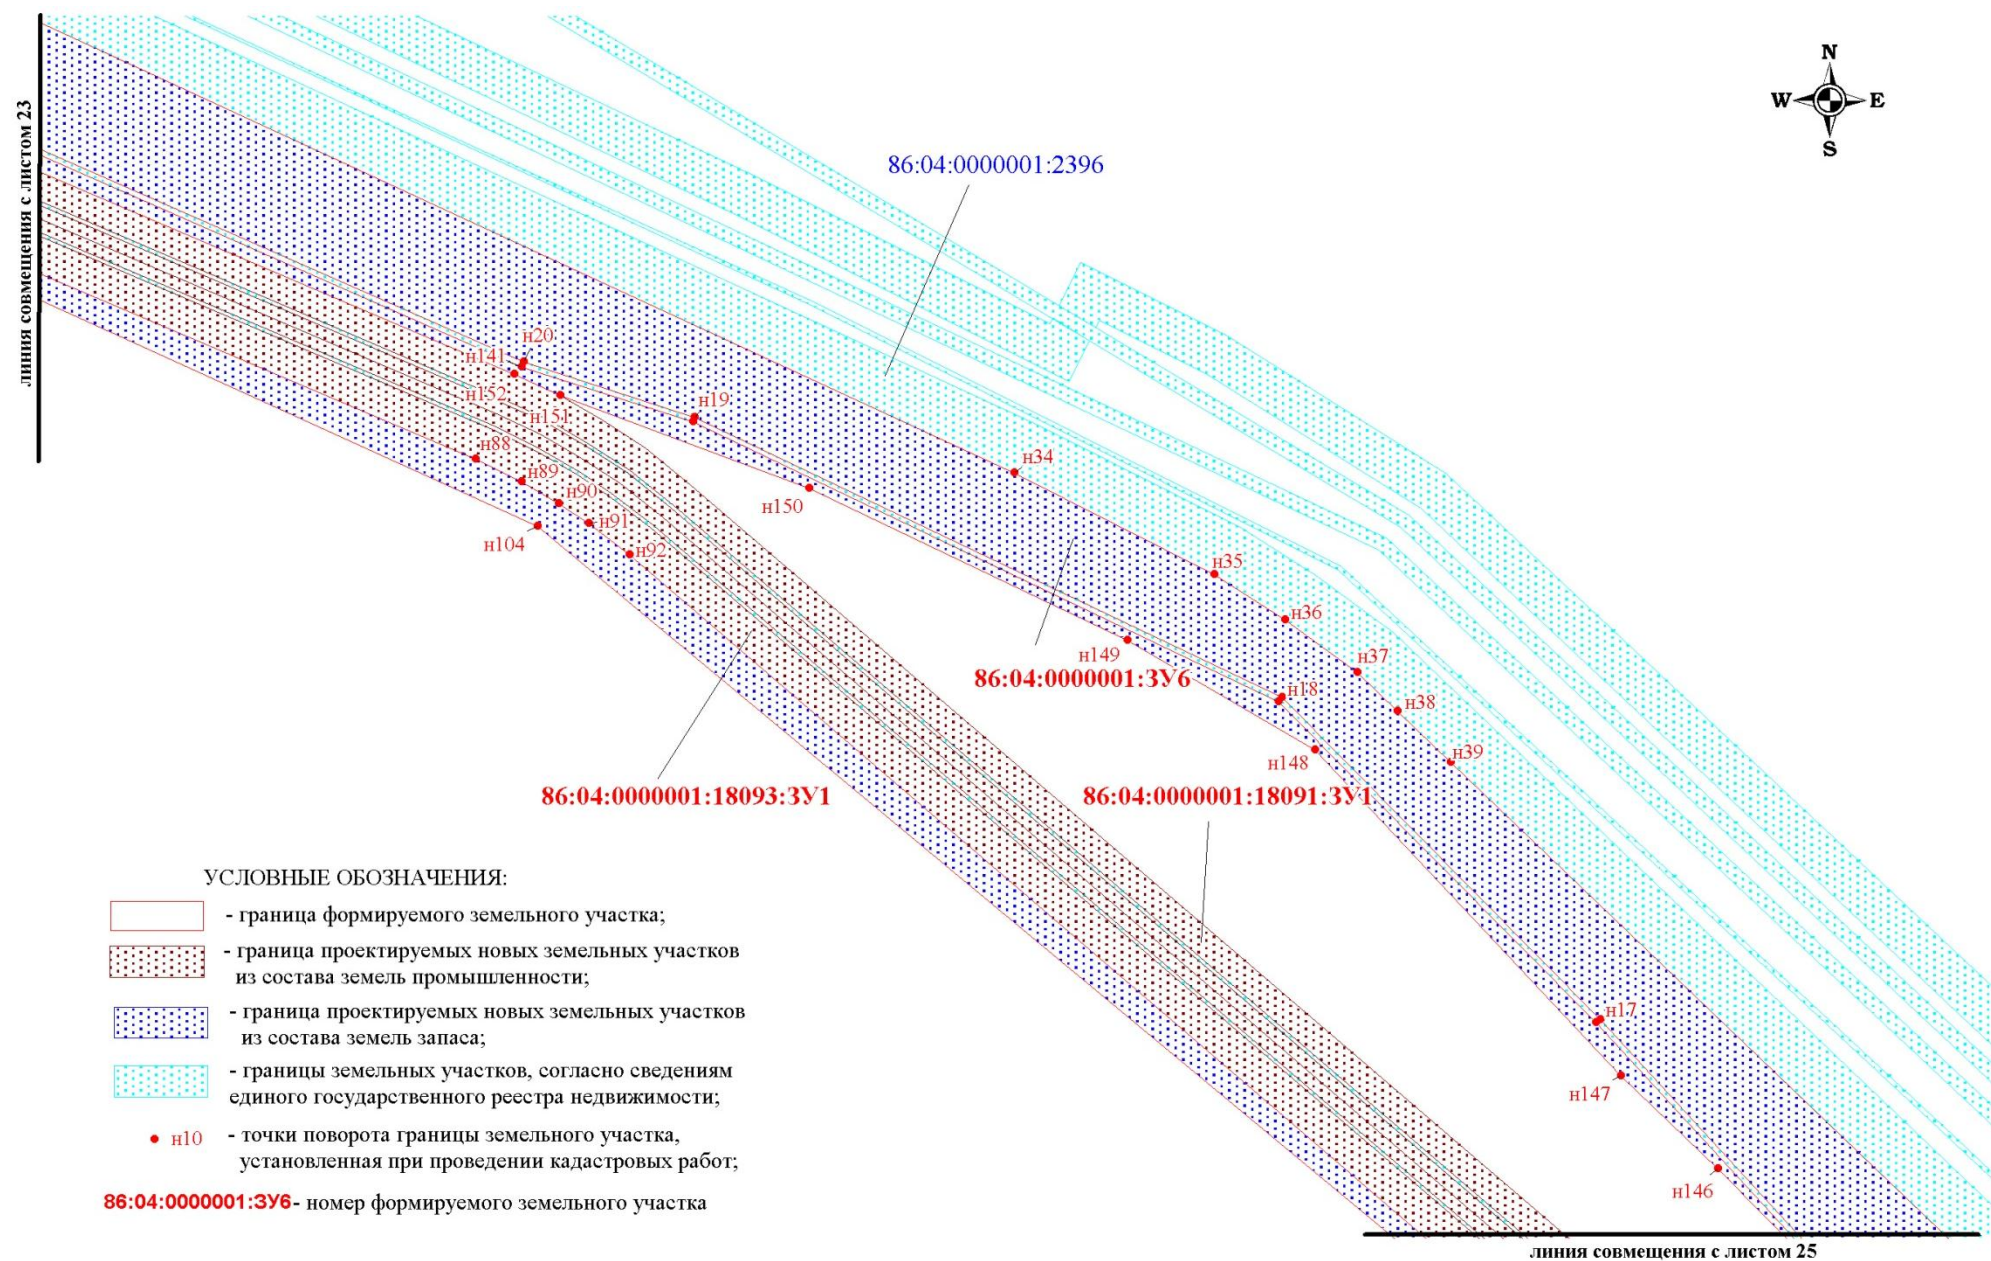 N
W E
S
линия совмещения с листом 23
86:04:0000001:2396
н20
н141
н152
н151
н19
н88
н89
н90
н91
н92
н104
н150
н34
н35
н36
н37
н38
н39
н149
86:04:0000001:ЗУ6
н18
н148
86:04:0000001:18093:ЗУ1
86:04:0000001:18091:ЗУ1
н17
н147
н146
УСЛОВНЫЕ ОБОЗНАЧЕНИЯ:
- граница формируемого земельного участка;
- граница проектируемых новых земельных участков
из состава земель промышленности;
- граница проектируемых новых земельных участков
из состава земель запаса;
- границы земельных участков, согласно сведениям
единого государственного реестра недвижимости;
н10 - точки поворота границы земельного участка,
установленная при проведении кадастровых работ;
86:04:0000001:ЗУ6- номер формируемого земельного участка
линия совмещения с листом 25